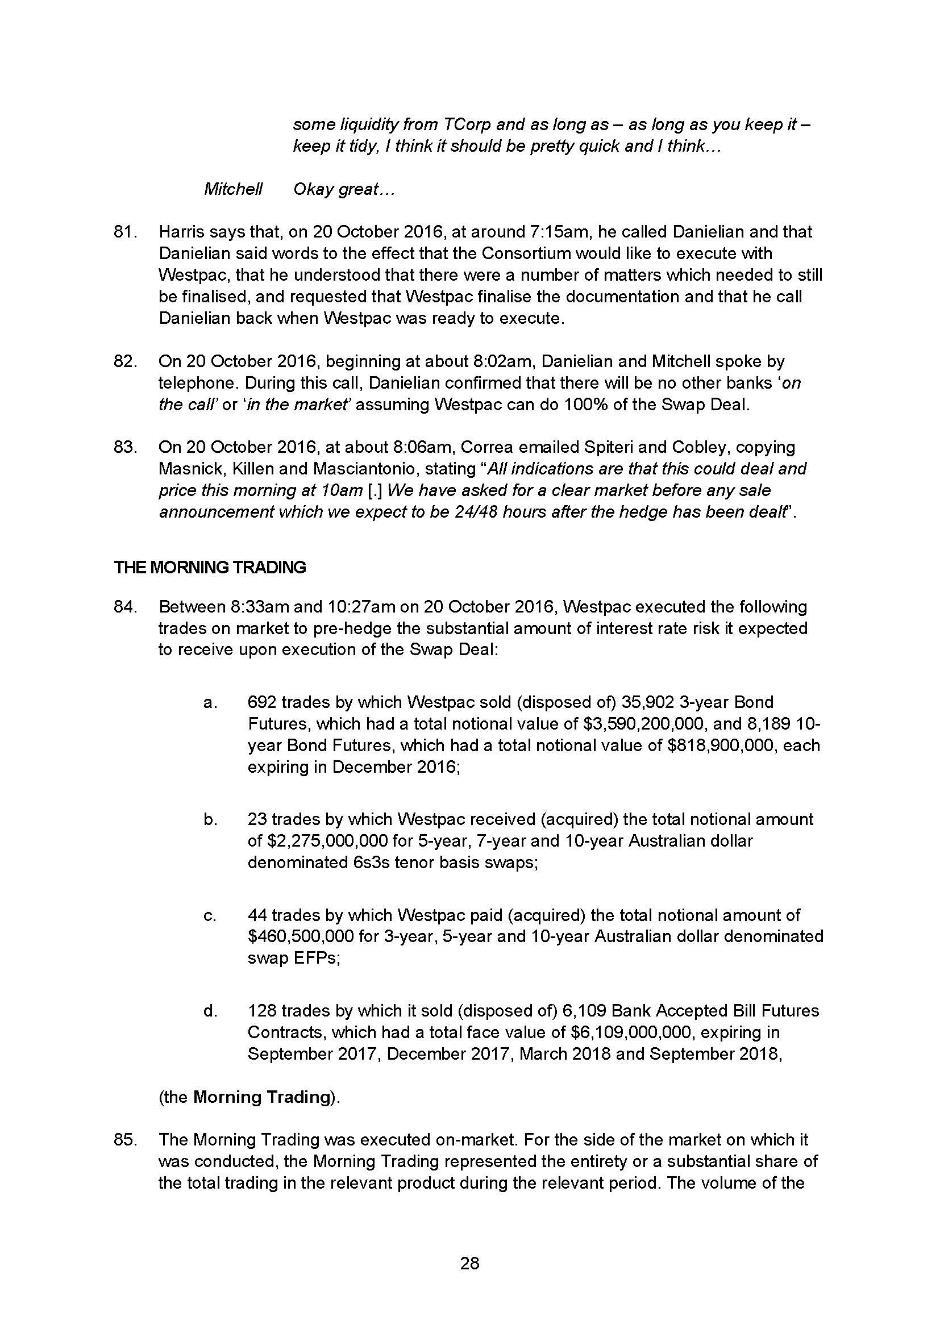 some liquidity from TCorp and as long as – as long as you keep it –
keep it tidy, I think it should be pretty quick and I think…
Mitchell Okay great…
81. Harris says that, on 20 October 2016, at around 7:15am, he called Danielian and that
Danielian said words to the effect that the Consortium would like to execute with
Westpac, that he understood that there were a number of matters which needed to still
be finalised, and requested that Westpac finalise the documentation and that he call
Danielian back when Westpac was ready to execute.
82. On 20 October 2016, beginning at about 8:02am, Danielian and Mitchell spoke by
telephone. During this call, Danielian confirmed that there will be no other banks ‘on
the call’ or ‘in the market’ assuming Westpac can do 100% of the Swap Deal.
83. On 20 October 2016, at about 8:06am, Correa emailed Spiteri and Cobley, copying
Masnick, Killen and Masciantonio, stating “All indications are that this could deal and
price this morning at 10am [.] We have asked for a clear market before any sale
announcement which we expect to be 24/48 hours after the hedge has been dealt”.
THE MORNING TRADING
84. Between 8:33am and 10:27am on 20 October 2016, Westpac executed the following
trades on market to pre-hedge the substantial amount of interest rate risk it expected
to receive upon execution of the Swap Deal:
a. 692 trades by which Westpac sold (disposed of) 35,902 3-year Bond
Futures, which had a total notional value of $3,590,200,000, and 8,189 10-
year Bond Futures, which had a total notional value of $818,900,000, each
expiring in December 2016;
b. 23 trades by which Westpac received (acquired) the total notional amount
of $2,275,000,000 for 5-year, 7-year and 10-year Australian dollar
denominated 6s3s tenor basis swaps;
c. 44 trades by which Westpac paid (acquired) the total notional amount of
$460,500,000 for 3-year, 5-year and 10-year Australian dollar denominated
swap EFPs;
d. 128 trades by which it sold (disposed of) 6,109 Bank Accepted Bill Futures
Contracts, which had a total face value of $6,109,000,000, expiring in
September 2017, December 2017, March 2018 and September 2018,
(the Morning Trading).
85. The Morning Trading was executed on-market. For the side of the market on which it
was conducted, the Morning Trading represented the entirety or a substantial share of
the total trading in the relevant product during the relevant period. The volume of the
28